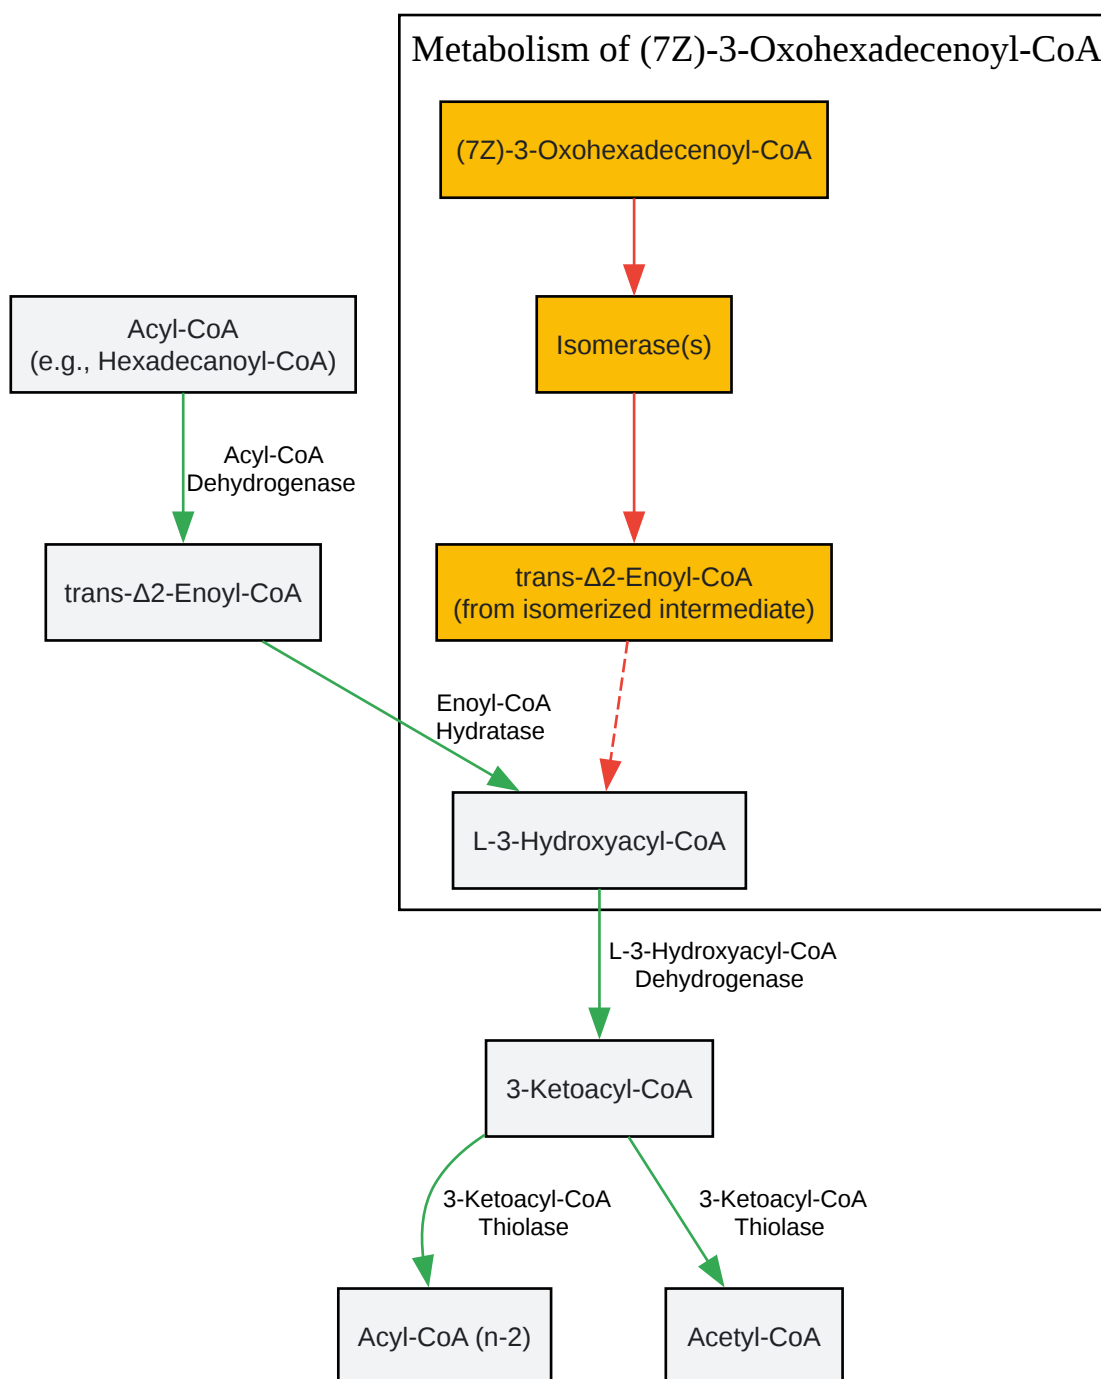 Metabolism of (7Z)-3-Oxohexadecenoyl-CoA
(7Z)-3-Oxohexadecenoyl-CoA
Acyl-CoA
(e.g., Hexadecanoyl-CoA)
Isomerase(s)
Acyl-CoA
Dehydrogenase
trans-Δ2-Enoyl-CoA
trans-Δ2-Enoyl-CoA
(from isomerized intermediate)
Enoyl-CoA
Hydratase
L-3-Hydroxyacyl-CoA
L-3-Hydroxyacyl-CoA
Dehydrogenase
3-Ketoacyl-CoA
3-Ketoacyl-CoA
Thiolase
3-Ketoacyl-CoA
Thiolase
Acyl-CoA (n-2)
Acetyl-CoA